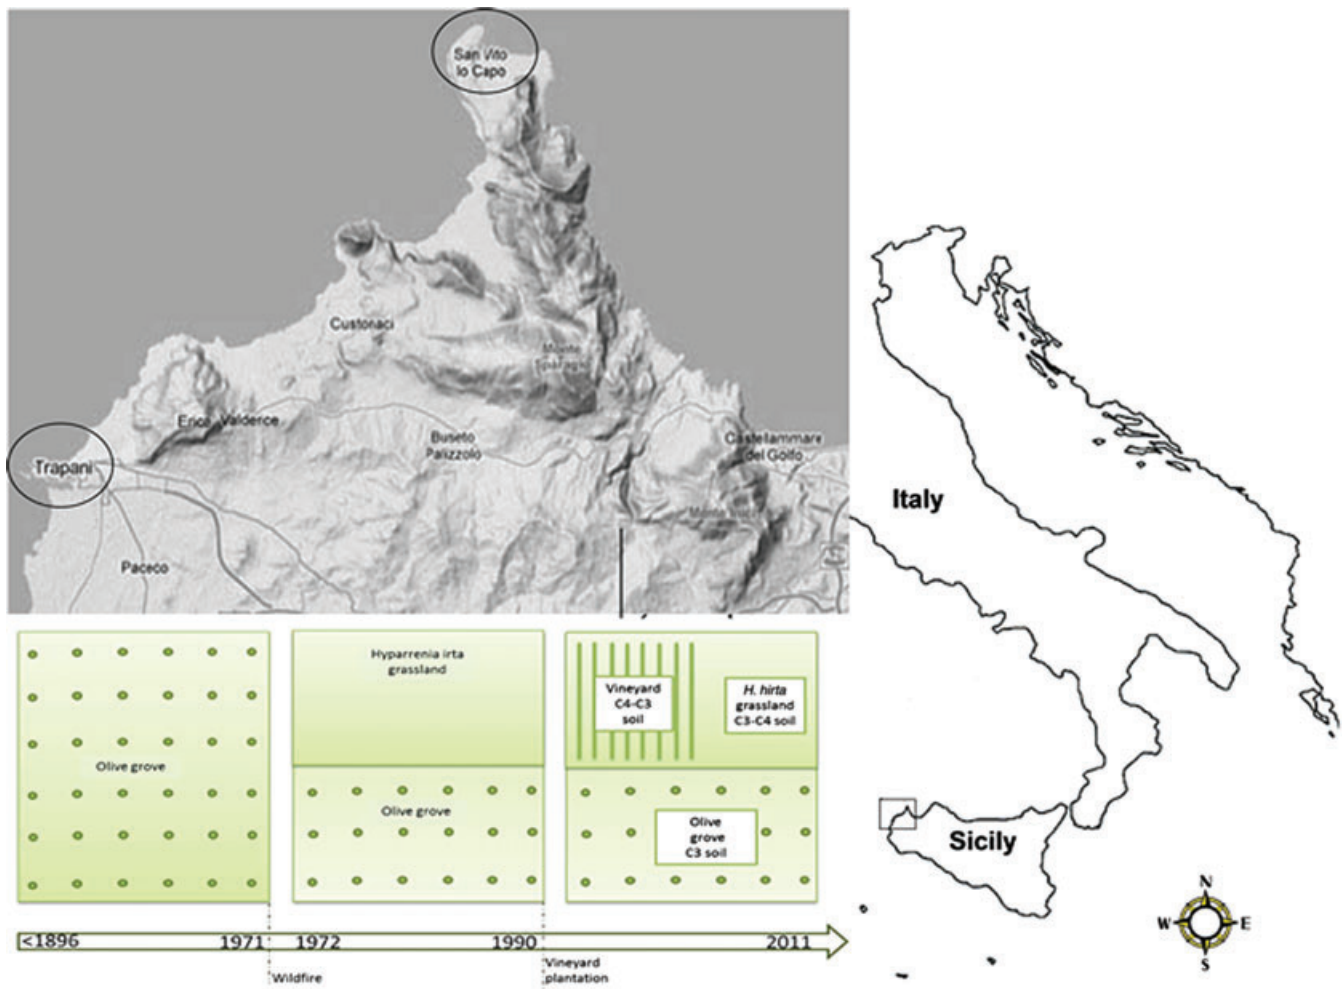 San Vito
lo Capo
Custonaci
Monte
Sparagio
Erice Valderice
Buseto
Palizzolo
Castellammare
del Golfo
Trapani
Paceco
Italy
Sicily
Olive grove
Hyparrenia irta
grassland
Olive grove
Vineyard
C4-C3
soil
H. hirta
grassland
C3-C4 soil
Olive
grove
C3 soil
<1896
1971
1972
1990
2011
Wildfire
Vineyard
plantation
N
W
E
S